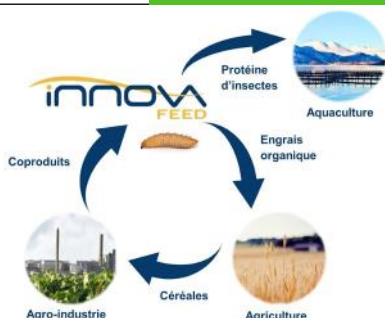 Protéine
d'insectes
Aquaculture
innova
FEED
Engrais
organique
Coproduits
Céréales
Agro-industrie
Agriculture